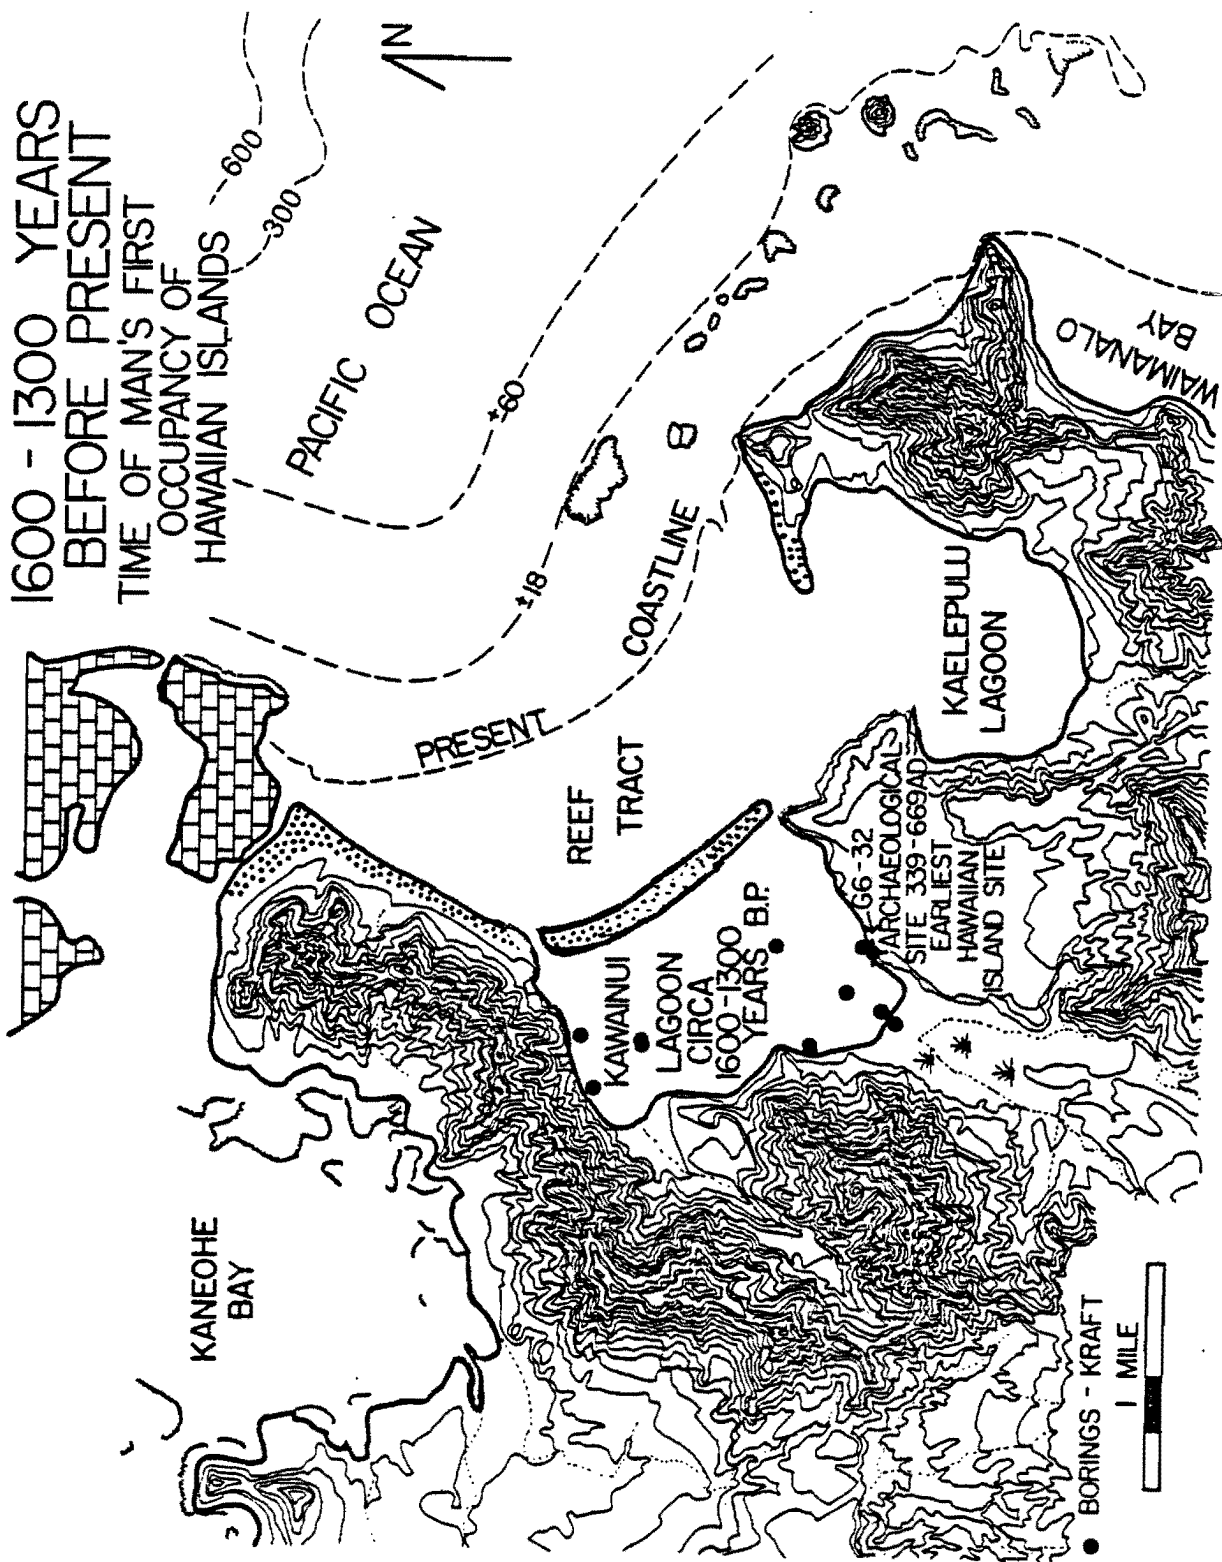 1600 - 1300 YEARS
BEFORE PRESENT
TIME OF MAN'S FIRST
OCCUPANCY OF
HAWAIIAN ISLANDS
N
600
300
PACIFIC OCEAN
±60
±18
PRESENT COASTLINE
REEF
TRACT
KANEOHE
BAY
KAWAINUI
LAGOON
CIRCA
1600-1300
YEARS B.P.
G6-32
ARCHAEOLOGICAL
SITE 339-669AD
EARLIEST
HAWAIIAN
ISLAND SITE
KAELEPULU
LAGOON
WAIMANALO
BAY
BORINGS - KRAFT
1 MILE